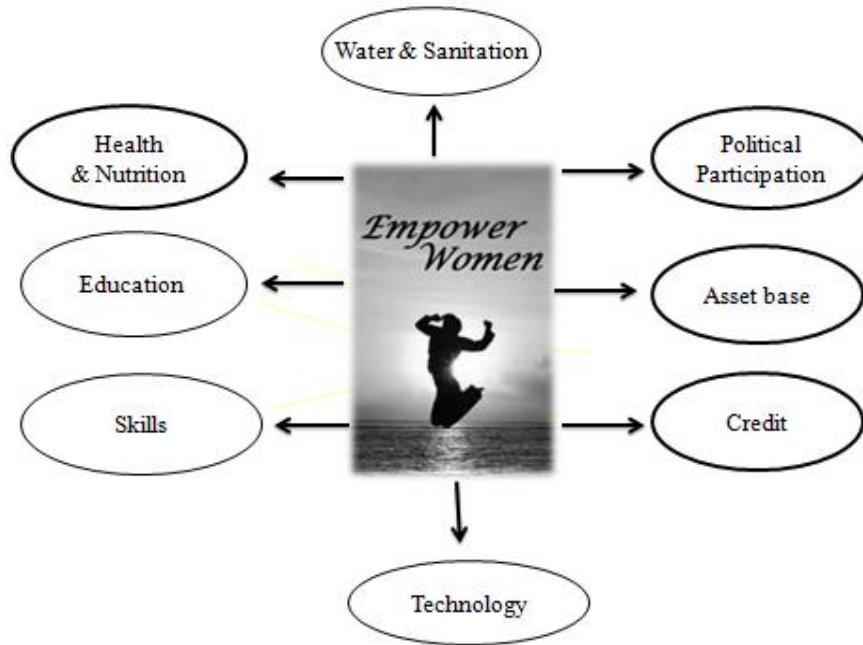 Water & Sanitation
Health
& Nutrition
Political
Participation
Empower
Women
Education
Asset base
Skills
Credit
Technology